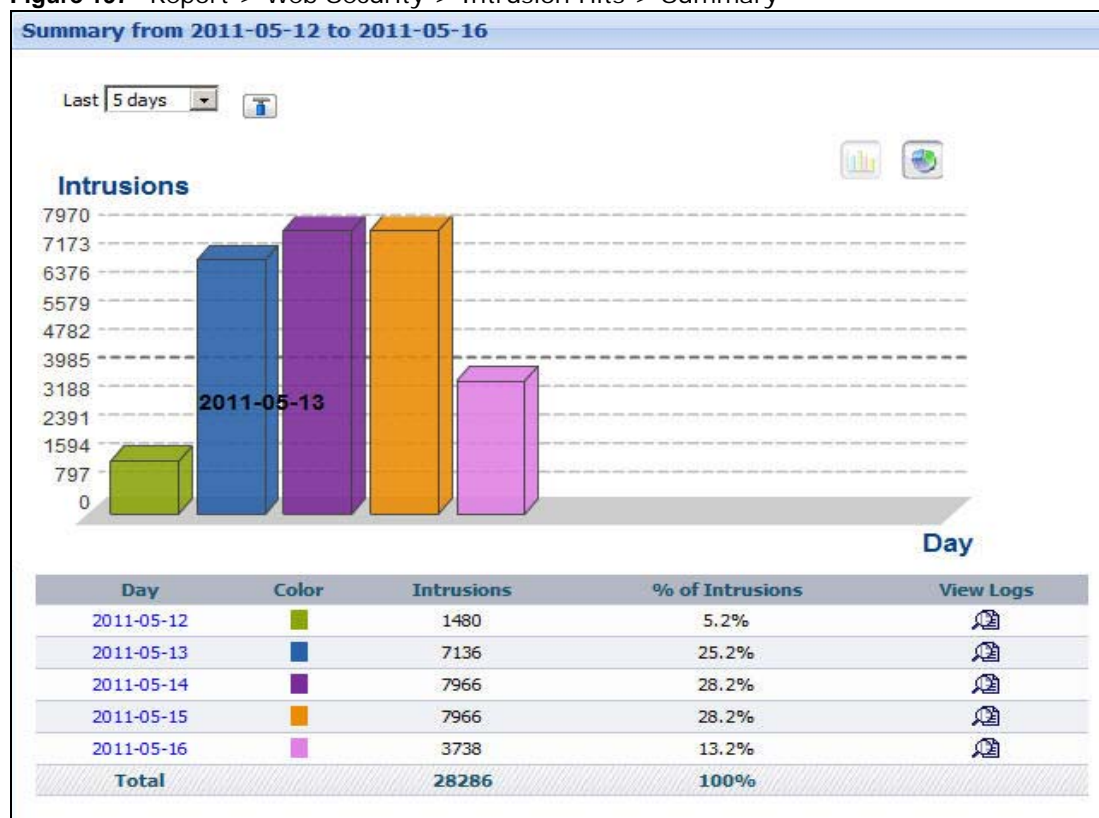 Report > Web Security > Intrusion Hits > Summary
Summary from 2011-05-12 to 2011-05-16
Last 5 days
Intrusions
7970
7173
6376
5579
4782
3985
3188
2391
1594
797
0
2011-05-13
Day
Day Color Intrusions % of Intrusions View Logs
2011-05-12 1480 5.2%
2011-05-13 7136 25.2%
2011-05-14 7966 28.2%
2011-05-15 7966 28.2%
2011-05-16 3738 13.2%
Total 28286 100%